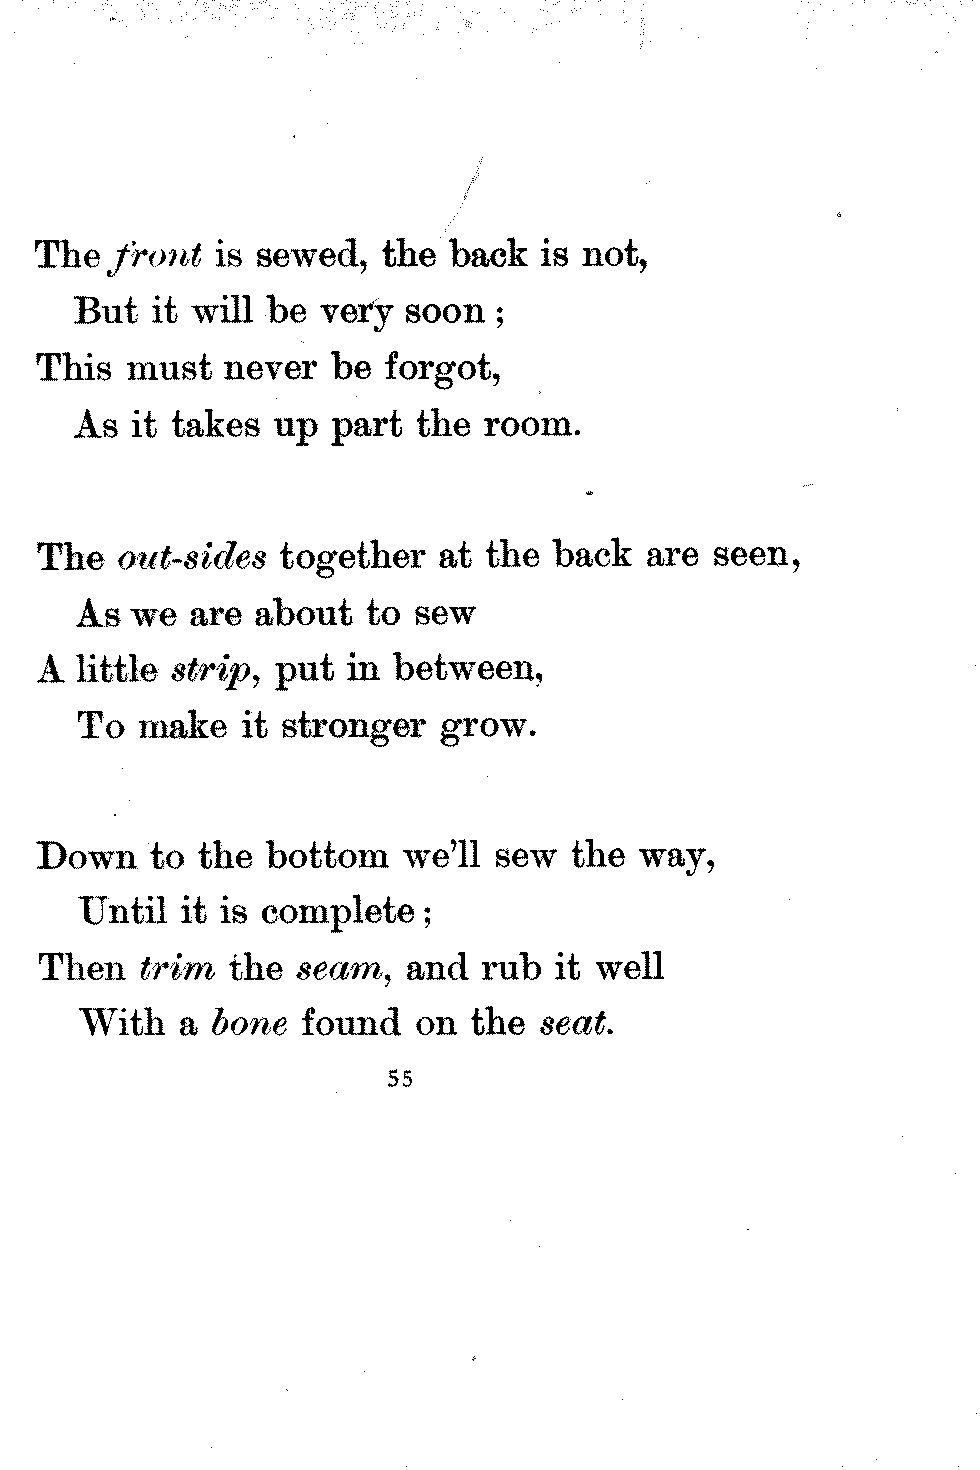 The front is sewed, the back is not,
But it will be very soon ;
This must never be forgot,
As it takes up part the room.
The out-sides together at the back are seen,
As we are about to sew
A little strip, put in between,
To make it stronger grow.
Down to the bottom we'll sew the way,
Until it is complete ;
Then trim the seam, and rub it well
With a bone found on the seat.
55